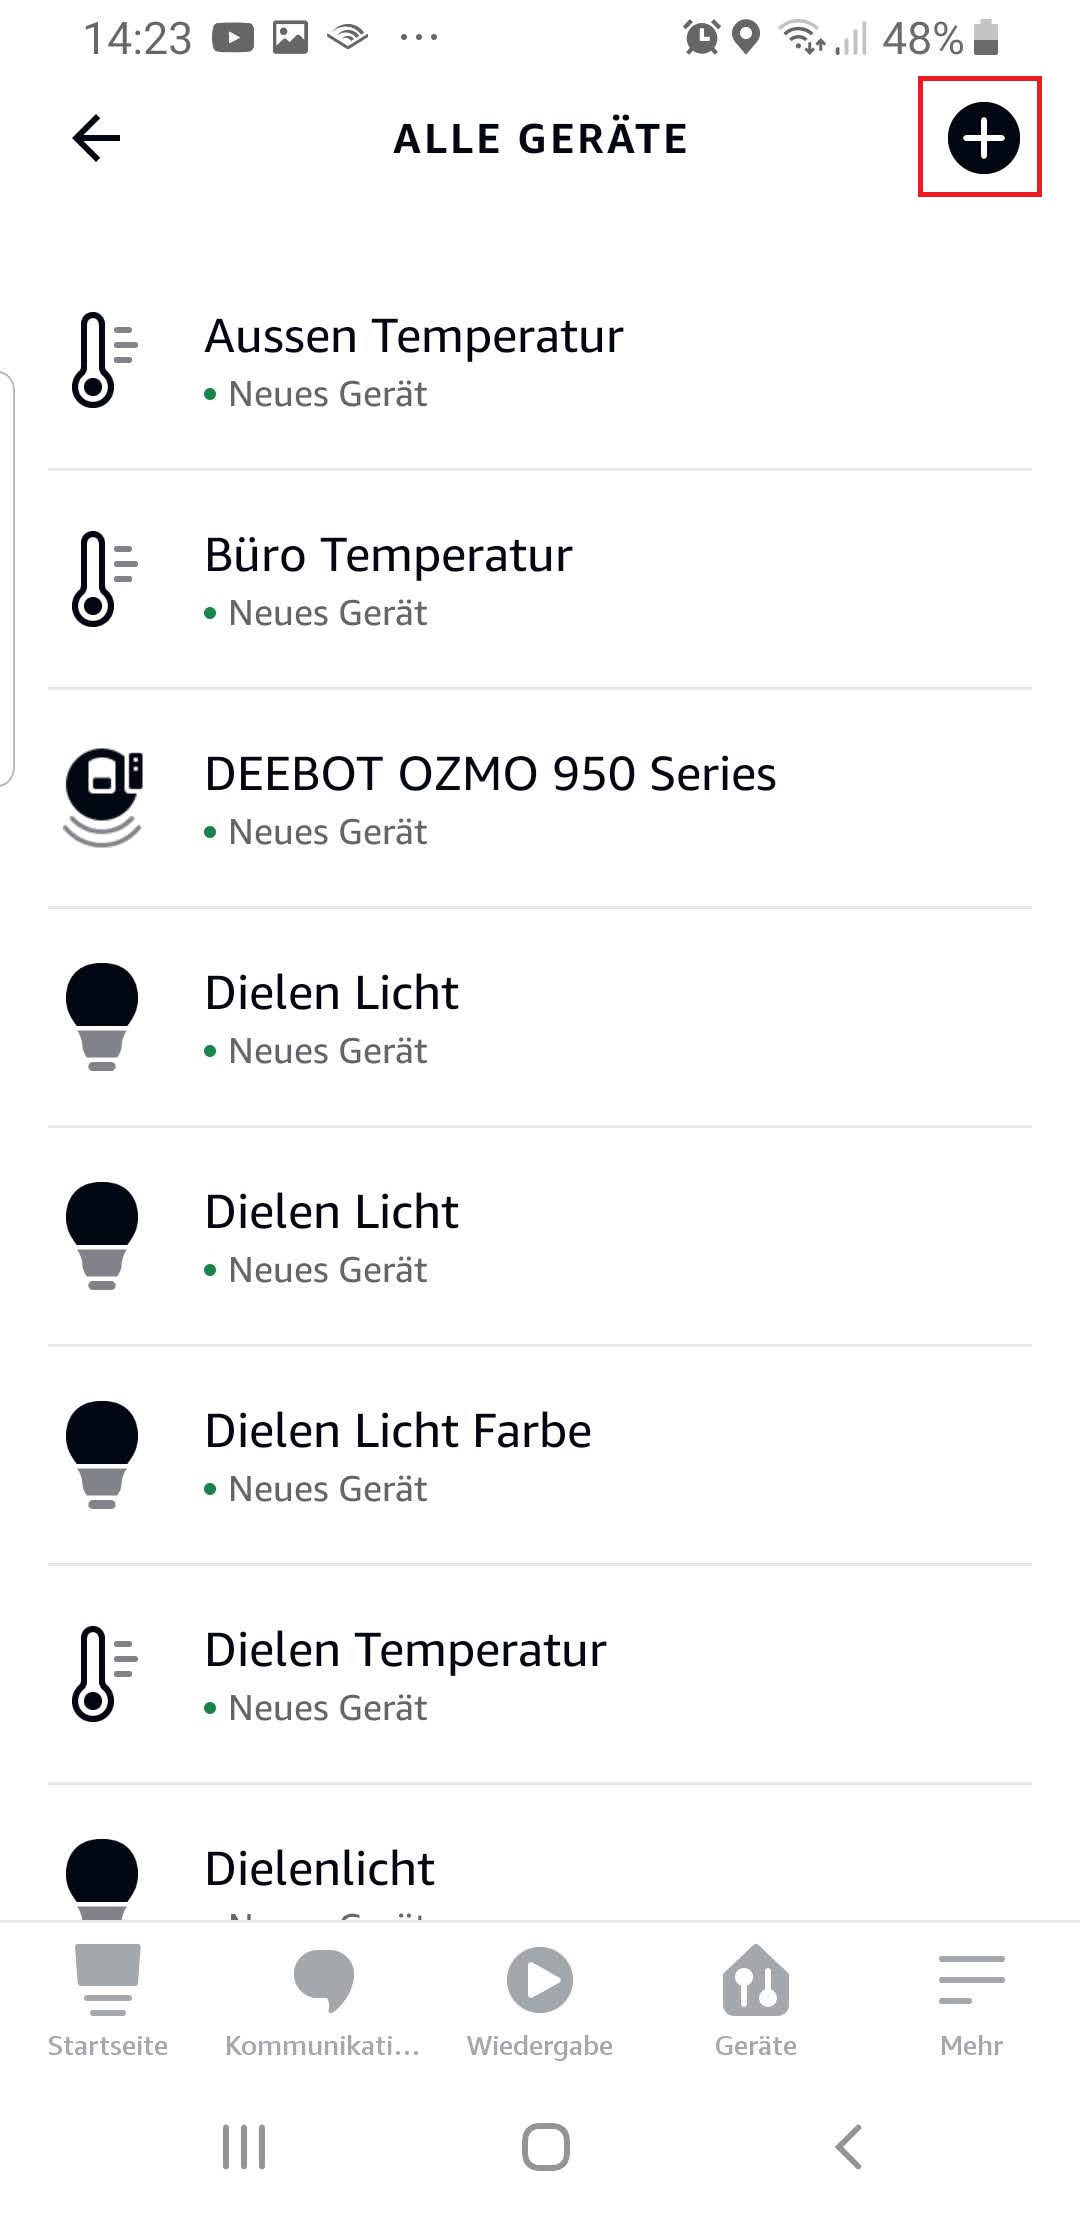 14:23
48%
ALLE GERÄTE
Aussen Temperatur
Neues Gerät
Büro Temperatur
Neues Gerät
DEEBOT OZMO 950 Series
Neues Gerät
Dielen Licht
Neues Gerät
Dielen Licht
Neues Gerät
Dielen Licht Farbe
Neues Gerät
Dielen Temperatur
Neues Gerät
Dielenlicht
Startseite
Kommunikati...
Wiedergabe
Geräte
Mehr